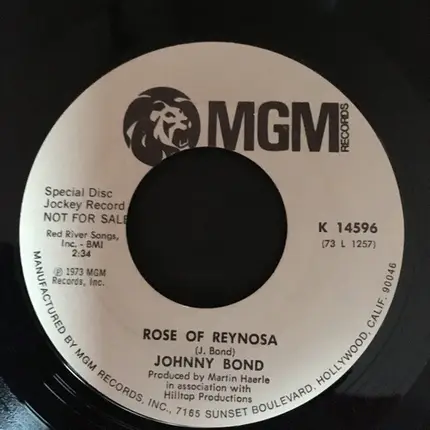 MGM
RECORDS
Special Disc
Jockey Record
NOT FOR SALE
Red River Songs,
Inc. - BMI
2:34
℗ 1973 MGM
Records, Inc.
K 14596
(73 L 1257)
ROSE OF REYNOSA
(J. Bond)
JOHNNY BOND
Produced by Martin Haerle
in association with
Hilltop Productions
MANUFACTURED BY MGM RECORDS, INC., 7165 SUNSET BOULEVARD, HOLLYWOOD, CALIF. 90046